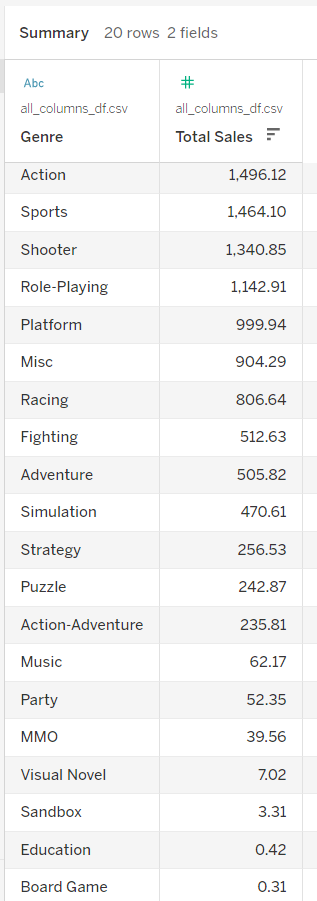 Summary 20 rows 2 fields
Abc #
all_columns_df.csv all_columns_df.csv
Genre Total Sales
Action 1,496.12
Sports 1,464.10
Shooter 1,340.85
Role-Playing 1,142.91
Platform 999.94
Misc 904.29
Racing 806.64
Fighting 512.63
Adventure 505.82
Simulation 470.61
Strategy 256.53
Puzzle 242.87
Action-Adventure 235.81
Music 62.17
Party 52.35
MMO 39.56
Visual Novel 7.02
Sandbox 3.31
Education 0.42
Board Game 0.31